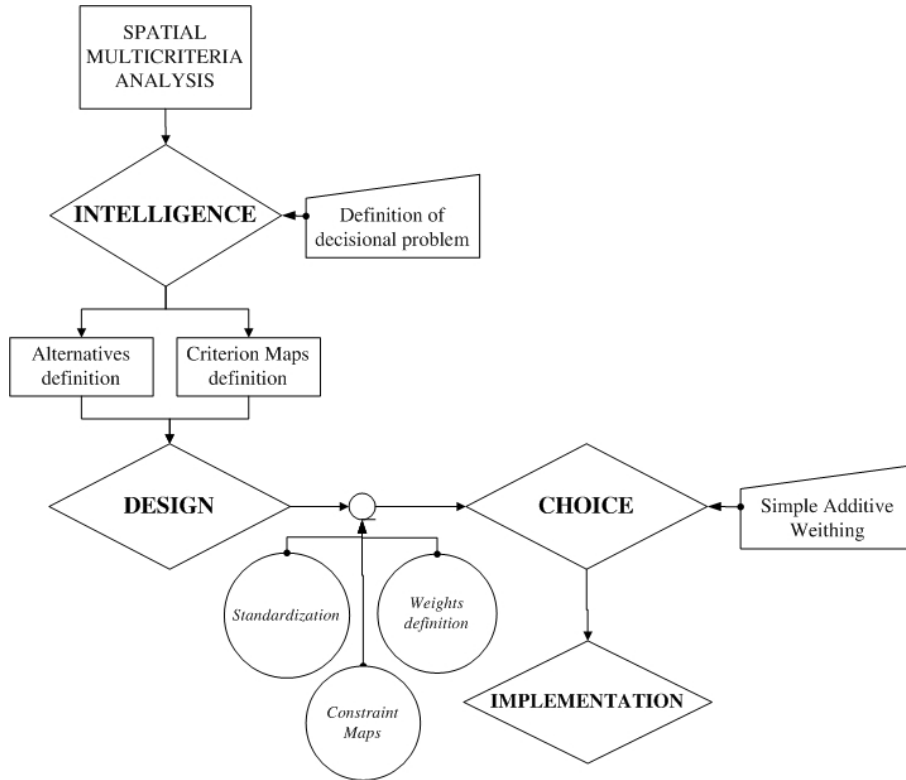 SPATIAL
MULTICRITERIA
ANALYSIS
INTELLIGENCE
Definition of
decisional problem
Alternatives
definition
Criterion Maps
definition
DESIGN
CHOICE
Simple Additive
Weithing
Standardization
Weights
definition
Constraint
Maps
IMPLEMENTATION